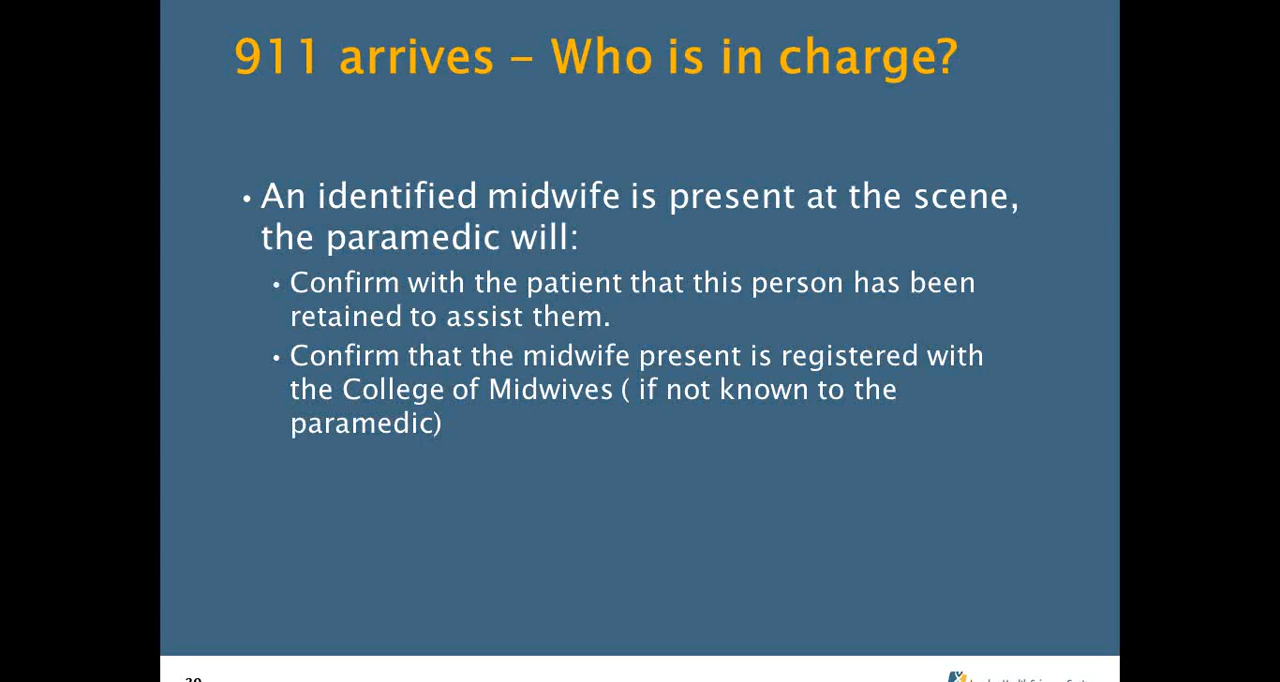 911 arrives – Who is in charge?
• An identified midwife is present at the scene,
the paramedic will:
• Confirm with the patient that this person has been
retained to assist them.
• Confirm that the midwife present is registered with
the College of Midwives ( if not known to the
paramedic)